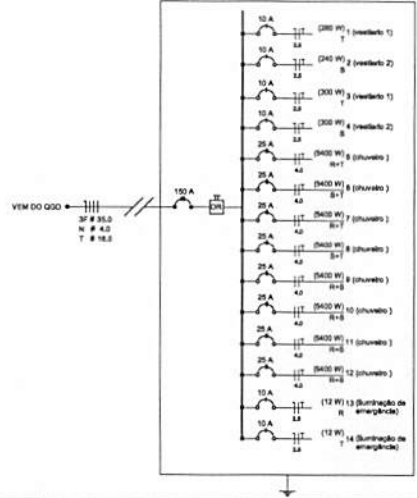 10 A (280 W) 1 (vestiario 1)
2,5 T
10 A (240 W) 2 (vestiario 2)
2,5 S
10 A (300 W) 3 (vestiario 1)
2,5 T
10 A (300 W) 4 (vestiario 2)
2,5 S
25 A (5400 W) 5 (chuveiro )
4,0 R+T
25 A (5400 W) 6 (chuveiro )
4,0 S+T
25 A (5400 W) 7 (chuveiro )
4,0 R+T
25 A (5400 W) 8 (chuveiro )
4,0 S+T
25 A (5400 W) 9 (chuveiro )
4,0 R+S
25 A (5400 W) 10 (chuveiro )
4,0 R+S
25 A (5400 W) 11 (chuveiro )
4,0 R+S
25 A (5400 W) 12 (chuveiro )
4,0 R+S
10 A (12 W) 13 (Iluminação de
2,5 R emergência)
10 A (12 W) 14 (Iluminação de
2,5 T emergência)
150 A
DR
VEM DO QGD
3F # 35,0
N # 4,0
T # 16,0